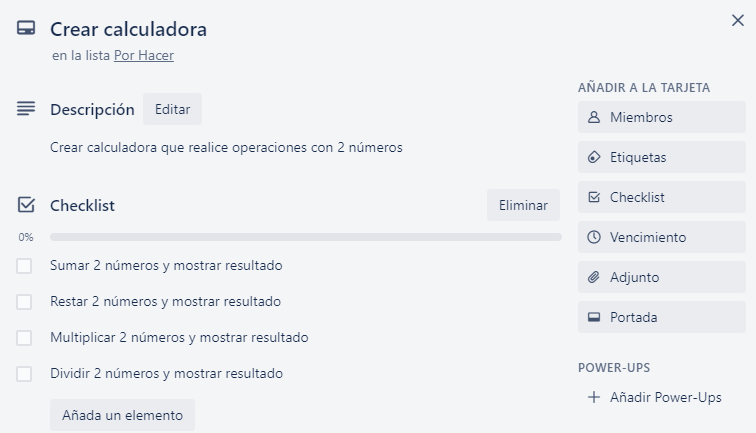 Crear calculadora
en la lista Por Hacer
Descripción Editar
Crear calculadora que realice operaciones con 2 números
Checklist Eliminar
0%
Sumar 2 números y mostrar resultado
Restar 2 números y mostrar resultado
Multiplicar 2 números y mostrar resultado
Dividir 2 números y mostrar resultado
Añada un elemento
AÑADIR A LA TARJETA
Miembros
Etiquetas
Checklist
Vencimiento
Adjunto
Portada
POWER-UPS
Añadir Power-Ups